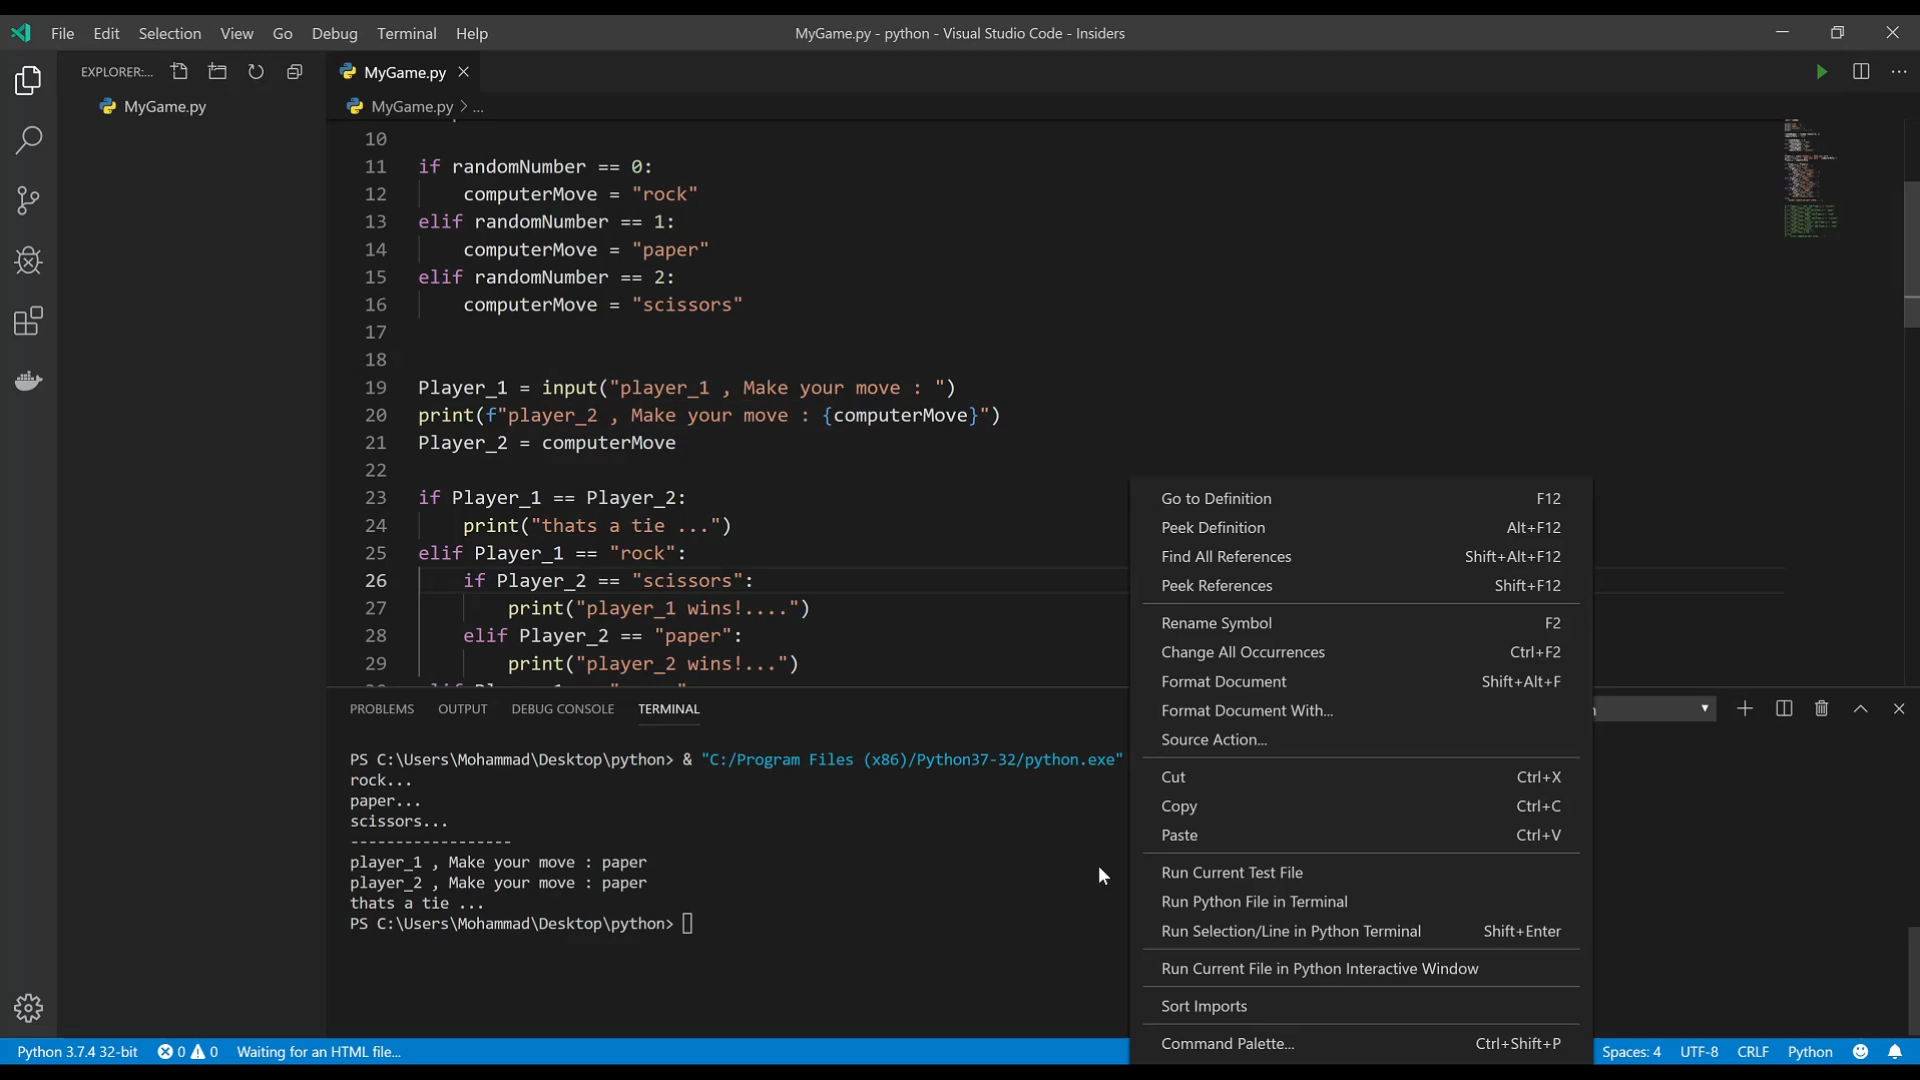 File Edit Selection View Go Debug Terminal Help
MyGame.py - python - Visual Studio Code - Insiders
EXPLORER:...
MyGame.py
MyGame.py
MyGame.py > ...
10
11 if randomNumber == 0:
12 computerMove = "rock"
13 elif randomNumber == 1:
14 computerMove = "paper"
15 elif randomNumber == 2:
16 computerMove = "scissors"
17
18
19 Player_1 = input("player_1 , Make your move : ")
20 print(f"player_2 , Make your move : {computerMove}")
21 Player_2 = computerMove
22
23 if Player_1 == Player_2:
24 print("thats a tie ...")
25 elif Player_1 == "rock":
26 if Player_2 == "scissors":
27 print("player_1 wins!....")
28 elif Player_2 == "paper":
29 print("player_2 wins!...")
PROBLEMS OUTPUT DEBUG CONSOLE TERMINAL
PS C:\Users\Mohammad\Desktop\python> & "C:/Program Files (x86)/Python37-32/python.exe"
rock...
paper...
scissors...
------------------
player_1 , Make your move : paper
player_2 , Make your move : paper
thats a tie ...
PS C:\Users\Mohammad\Desktop\python>
Go to Definition F12
Peek Definition Alt+F12
Find All References Shift+Alt+F12
Peek References Shift+F12
Rename Symbol F2
Change All Occurrences Ctrl+F2
Format Document Shift+Alt+F
Format Document With...
Source Action...
Cut Ctrl+X
Copy Ctrl+C
Paste Ctrl+V
Run Current Test File
Run Python File in Terminal
Run Selection/Line in Python Terminal Shift+Enter
Run Current File in Python Interactive Window
Sort Imports
Command Palette... Ctrl+Shift+P
Python 3.7.4 32-bit 0 0 Waiting for an HTML file...
Spaces: 4 UTF-8 CRLF Python